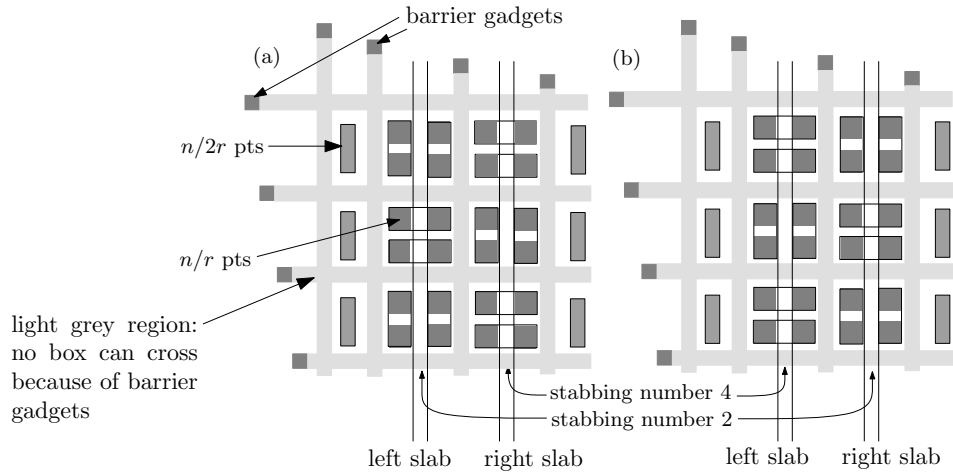 barrier gadgets
(a)
(b)
n/2r pts
n/r pts
light grey region:
no box can cross
because of barrier
gadgets
stabbing number 4
stabbing number 2
left slab
right slab
left slab
right slab